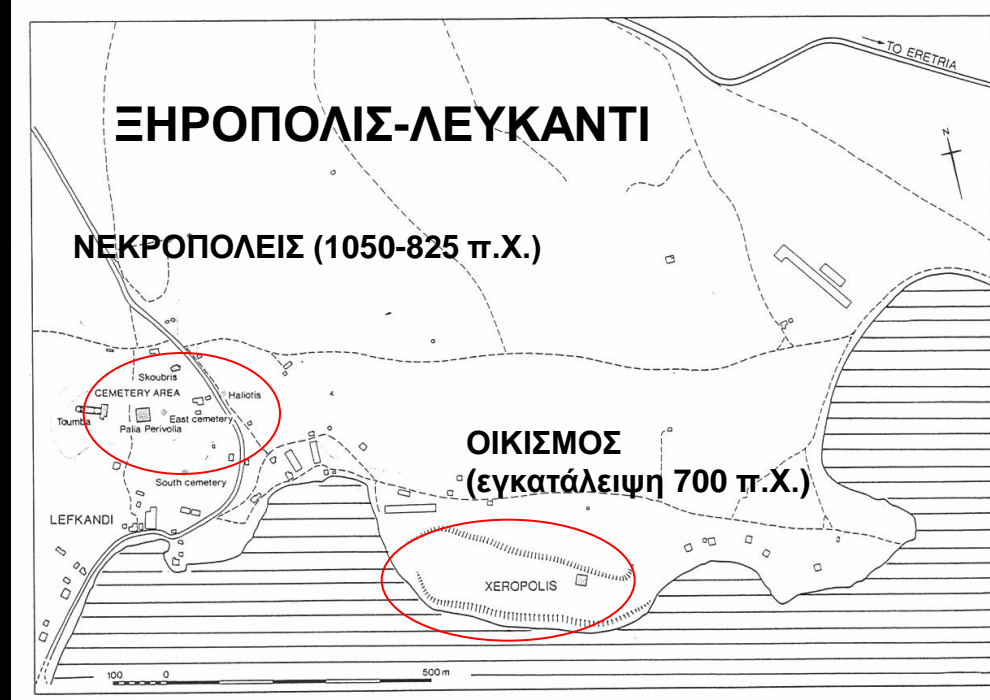 TO ERETRIA
ΞΗΡΟΠΟΛΙΣ-ΛΕΥΚΑΝΤΙ
N
ΝΕΚΡΟΠΟΛΕΙΣ (1050-825 π.Χ.)
Skoubris
CEMETERY AREA
Haliotis
Toumba
East cemetery
Palia Perivolia
ΟΙΚΙΣΜΟΣ
(εγκατάλειψη 700 π.Χ.)
South cemetery
LEFKANDI
XEROPOLIS
100 0 500 m